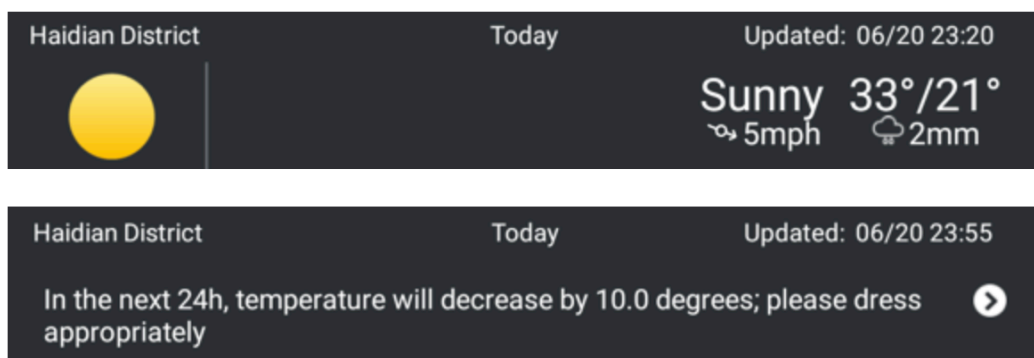 Haidian District Today Updated: 06/20 23:20
Sunny 33°/21°
5mph 2mm
Haidian District Today Updated: 06/20 23:55
In the next 24h, temperature will decrease by 10.0 degrees; please dress
appropriately